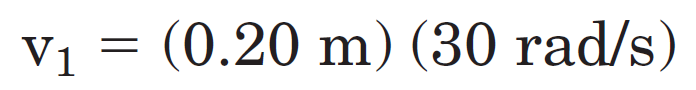 v₁ = (0.20 m) (30 rad/s)